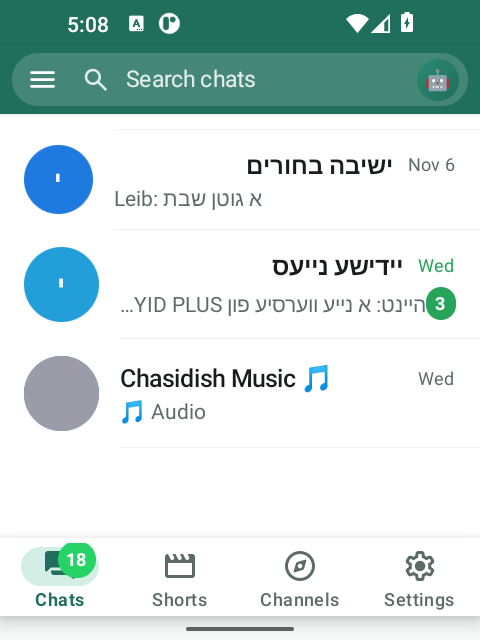 5:08
Search chats
ישיבה בחורים
Nov 6
Leib: א גוטן שבת
יידישע נייעס
Wed
היינט: א נייע ווערסיע פון YID PLUS...
3
Chasidish Music 🎵
Wed
🎵 Audio
18
Chats
Shorts
Channels
Settings